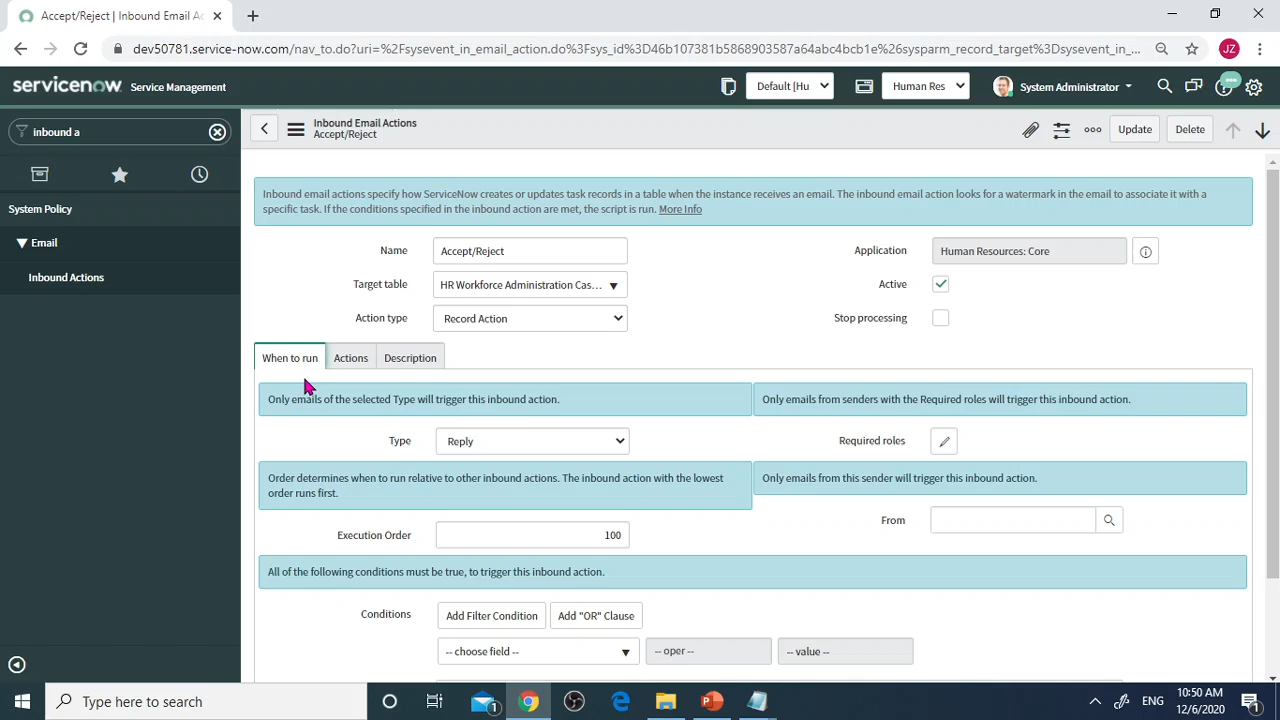 Accept/Reject | Inbound Email Ac
dev50781.service-now.com/nav_to.do?uri=%2Fsysevent_in_email_action.do%3Fsys_id%3D46b107381b5868903587a64abc4bcb1e%26sysparm_record_target%3Dsysevent_in_...
JZ
servicenow Service Management
Default [Hu
Human Res
System Administrator
inbound a
Inbound Email Actions
Accept/Reject
Update
Delete
System Policy
Email
Inbound Actions
Inbound email actions specify how ServiceNow creates or updates task records in a table when the instance receives an email. The inbound email action looks for a watermark in the email to associate it with a
specific task. If the conditions specified in the inbound action are met, the script is run. More Info
Name
Accept/Reject
Application
Human Resources: Core
Target table
HR Workforce Administration Cas...
Active
Action type
Record Action
Stop processing
When to run
Actions
Description
Only emails of the selected Type will trigger this inbound action.
Only emails from senders with the Required roles will trigger this inbound action.
Type
Reply
Required roles
Order determines when to run relative to other inbound actions. The inbound action with the lowest
order runs first.
Only emails from this sender will trigger this inbound action.
From
Execution Order
100
All of the following conditions must be true, to trigger this inbound action.
Conditions
Add Filter Condition
Add "OR" Clause
-- choose field --
-- oper --
-- value --
Type here to search
1
ENG
10:50 AM
12/6/2020
1